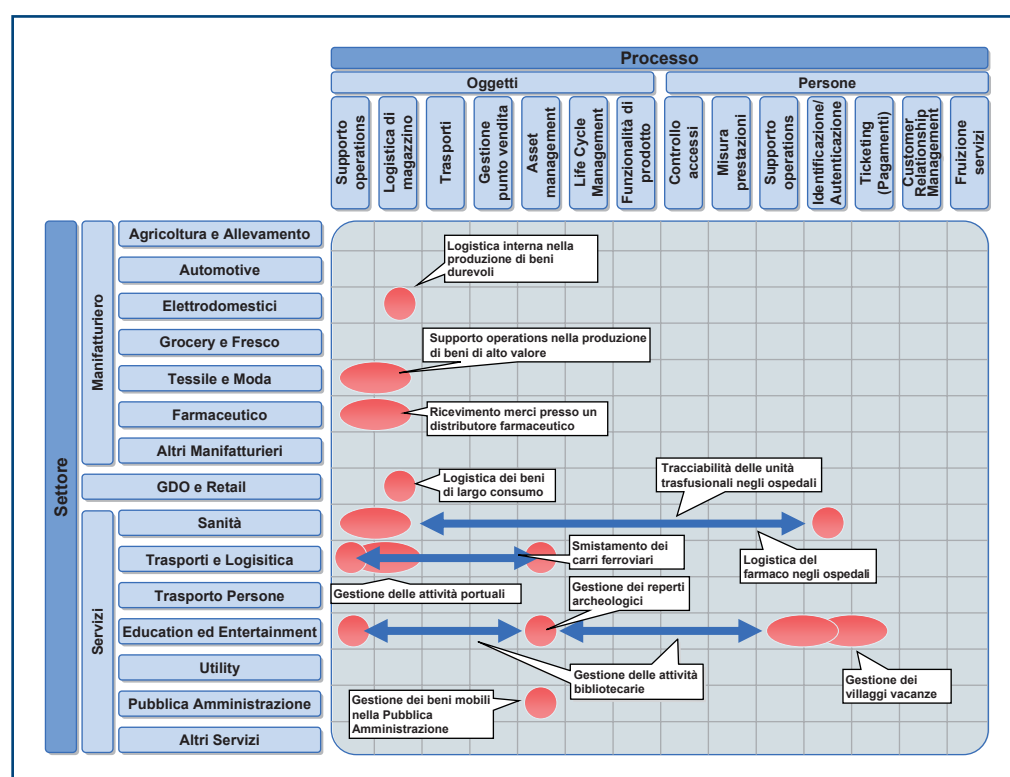 Processo
Oggetti
Persone
Supporto
operations
Logistica di
magazzino
Trasporti
Gestione
punto vendita
Asset
management
Life Cycle
Management
Funzionalità di
prodotto
Controllo
accessi
Misura
prestazioni
Supporto
operations
Identificazione/
Autenticazione
Ticketing
(Pagamenti)
Customer
Relationship
Management
Fruizione
servizi
Settore
Manifatturiero
Agricoltura e Allevamento
Automotive
Elettrodomestici
Grocery e Fresco
Tessile e Moda
Farmaceutico
Altri Manifatturieri
GDO e Retail
Servizi
Sanità
Trasporti e Logisitica
Trasporto Persone
Education ed Entertainment
Utility
Pubblica Amministrazione
Altri Servizi
Logistica interna nella
produzione di beni
durevoli
Supporto operations nella produzione
di beni di alto valore
Ricevimento merci presso un
distributore farmaceutico
Logistica dei beni
di largo consumo
Tracciabilità delle unità
trasfusionali negli ospedali
Smistamento dei
carri ferroviari
Logistica del
farmaco negli ospedali
Gestione delle attività portuali
Gestione dei reperti
archeologici
Gestione delle attività
bibliotecarie
Gestione dei
villaggi vacanze
Gestione dei beni mobili
nella Pubblica
Amministrazione